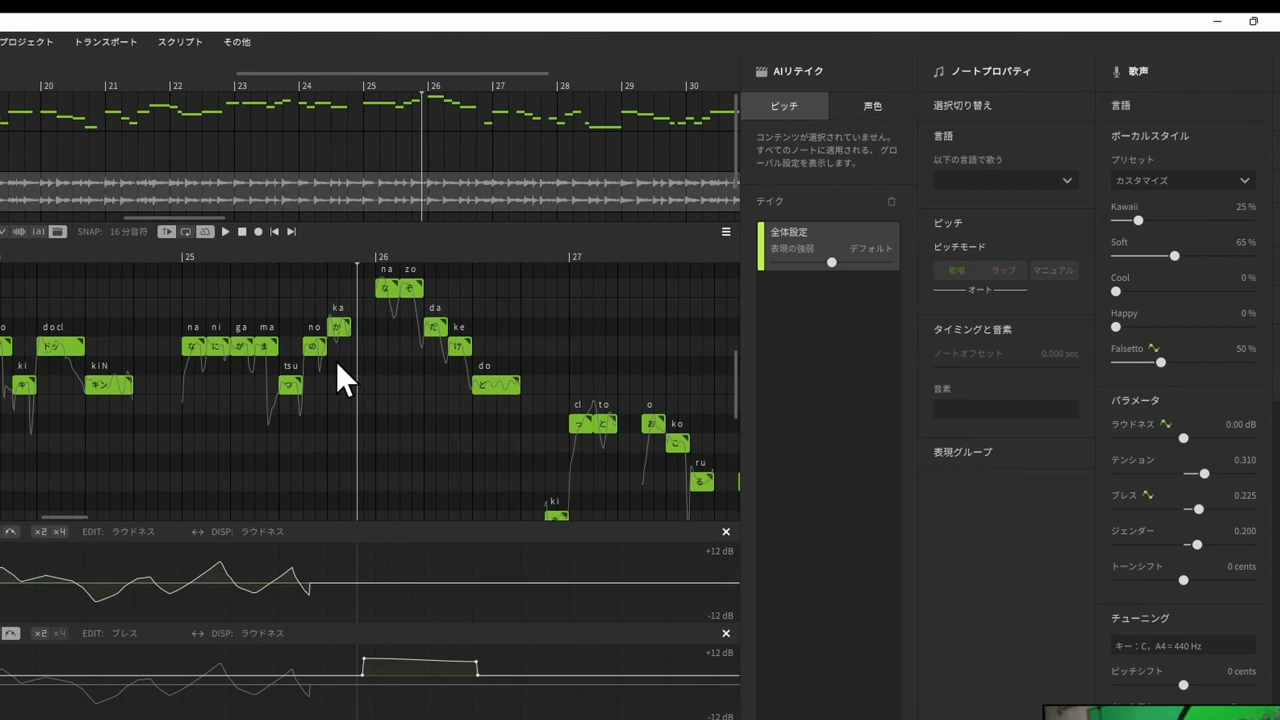 プロジェクト トランスポート スクリプト その他
20 21 22 23 24 25 26 27 28 29 30
SNAP: 16 分音符
25 26 27
na zo
な ぞ
ka da
か だ
docl na ni ga ma no ke
ドッ な に が ま の け
ki kiN tsu do
キ キン つ ど
cl to o
っ と お
ko
こ
ru
る
ki
x2 x4 EDIT: ラウドネス DISP: ラウドネス
+12 dB
-12 dB
x2 x4 EDIT: ブレス DISP: ラウドネス
+12 dB
-12 dB
AIリテイク
ピッチ 声色
コンテンツが選択されていません。
すべてのノートに適用される、グロ
ーバル設定を表示します。
テイク
全体設定
表現の強弱 デフォルト
ノートプロパティ
選択切り替え
言語
以下の言語で歌う
ピッチ
ピッチモード
歌唱 ラップ マニュアル
オート
タイミングと音素
ノートオフセット 0.000 sec
音素
表現グループ
歌声
言語
ボーカルスタイル
プリセット
カスタマイズ
Kawaii 25 %
Soft 65 %
Cool 0 %
Happy 0 %
Falsetto 50 %
パラメータ
ラウドネス 0.00 dB
テンション 0.310
ブレス 0.225
ジェンダー 0.200
トーンシフト 0 cents
チューニング
キー：C，A4 = 440 Hz
ピッチシフト 0 cents